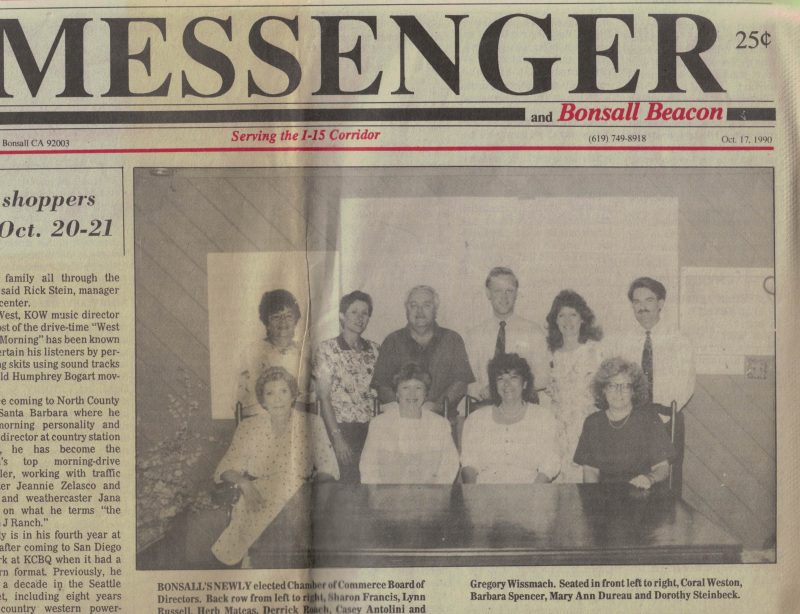 MESSENGER
25¢
and Bonsall Beacon
Bonsall CA 92003
Serving the I-15 Corridor
(619) 749-8918
Oct. 17, 1990
shoppers
Oct. 20-21
family all through the
said Rick Stein, manager
center.
West, KOW music director
ost of the drive-time "West
Morning" has been known
ertain his listeners by per-
g skits using sound tracks
ld Humphrey Bogart mov-
e coming to North County
Santa Barbara where he
morning personality and
director at country station
, he has become the
's top morning-drive
ler, working with traffic
er Jeannie Zelasco and
and weathercaster Jana
on what he terms "the
J Ranch."
ly is in his fourth year at
after coming to San Diego
rk at KCBQ when it had a
rn format. Previously, he
a decade in the Seattle
et, including eight years
country western power-
BONSALL'S NEWLY elected Chamber of Commerce Board of
Directors. Back row from left to right, Sharon Francis, Lynn
Russell, Herb Mateas, Derrick Roach, Casey Antolini and
Gregory Wissmach. Seated in front left to right, Coral Weston,
Barbara Spencer, Mary Ann Dureau and Dorothy Steinbeck.